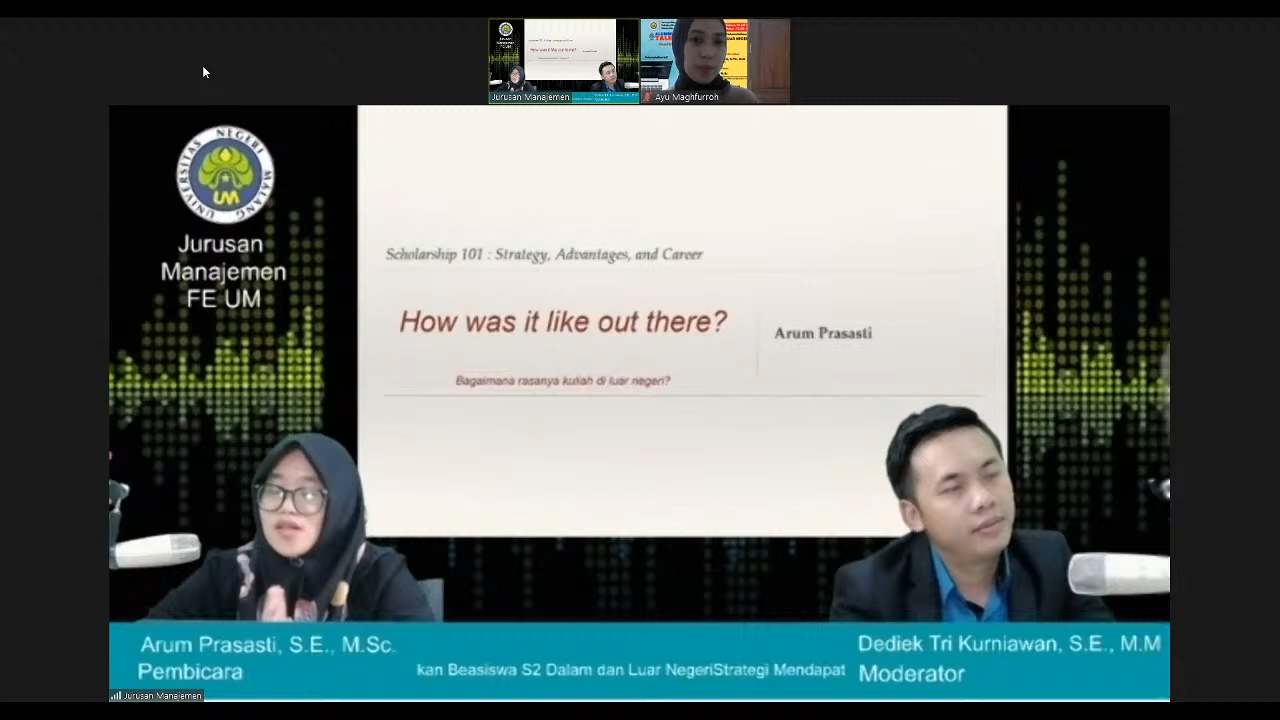 Jurusan Manajemen
Ayu Maghfurroh
UNIVERSITAS NEGERI MALANG
UM
Jurusan
Manajemen
FE UM
Scholarship 101 : Strategy, Advantages, and Career
How was it like out there?
Arum Prasasti
Bagaimana rasanya kuliah di luar negeri?
Arum Prasasti, S.E., M.Sc.
Pembicara
kan Beasiswa S2 Dalam dan Luar NegeriStrategi Mendapat
Dediek Tri Kurniawan, S.E., M.M
Moderator
Jurusan Manajemen